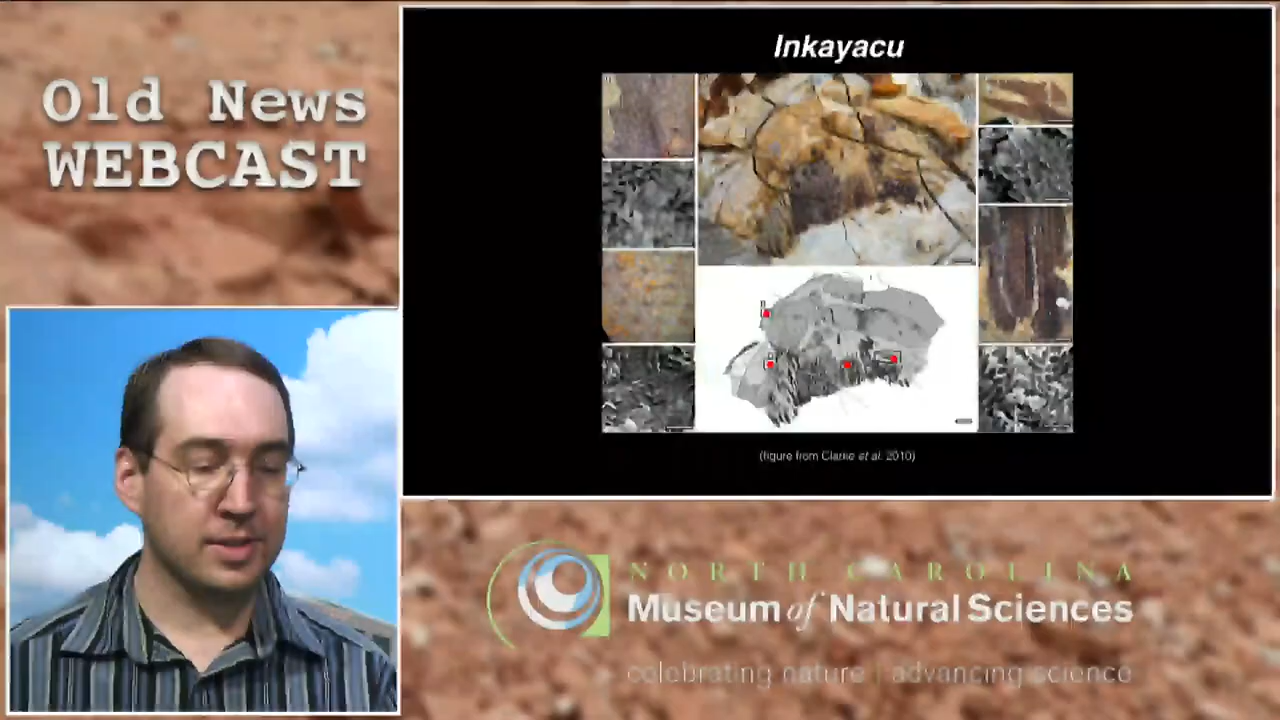 Old News
WEBCAST
Inkayacu
(figure from Clarke et al. 2010)
NORTH CAROLINA
Museum of Natural Sciences
celebrating nature | advancing science